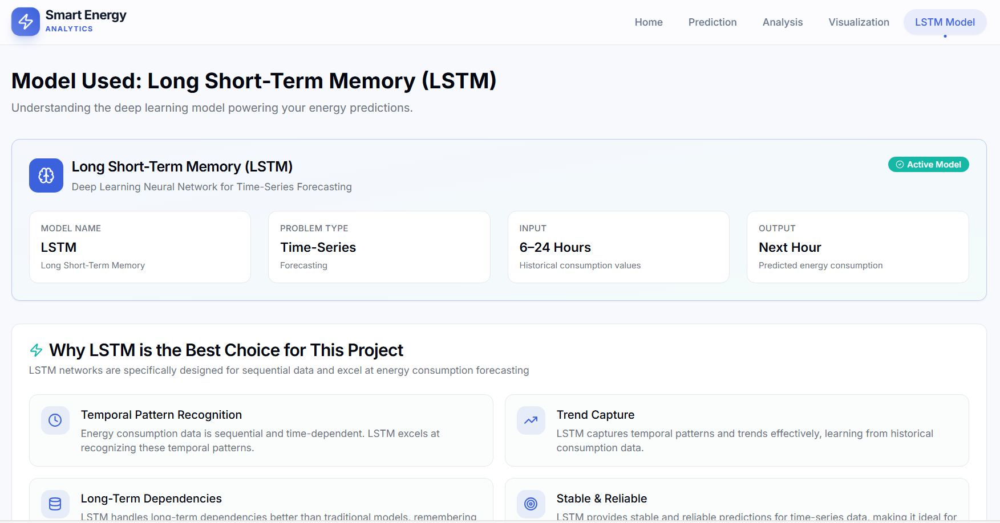 Smart Energy
ANALYTICS
Home
Prediction
Analysis
Visualization
LSTM Model
Model Used: Long Short-Term Memory (LSTM)
Understanding the deep learning model powering your energy predictions.
Long Short-Term Memory (LSTM)
Deep Learning Neural Network for Time-Series Forecasting
Active Model
MODEL NAME
LSTM
Long Short-Term Memory
PROBLEM TYPE
Time-Series
Forecasting
INPUT
6–24 Hours
Historical consumption values
OUTPUT
Next Hour
Predicted energy consumption
Why LSTM is the Best Choice for This Project
LSTM networks are specifically designed for sequential data and excel at energy consumption forecasting
Temporal Pattern Recognition
Energy consumption data is sequential and time-dependent. LSTM excels at
recognizing these temporal patterns.
Trend Capture
LSTM captures temporal patterns and trends effectively, learning from historical
consumption data.
Long-Term Dependencies
LSTM handles long-term dependencies better than traditional models, remembering
Stable & Reliable
LSTM provides stable and reliable predictions for time-series data, making it ideal for